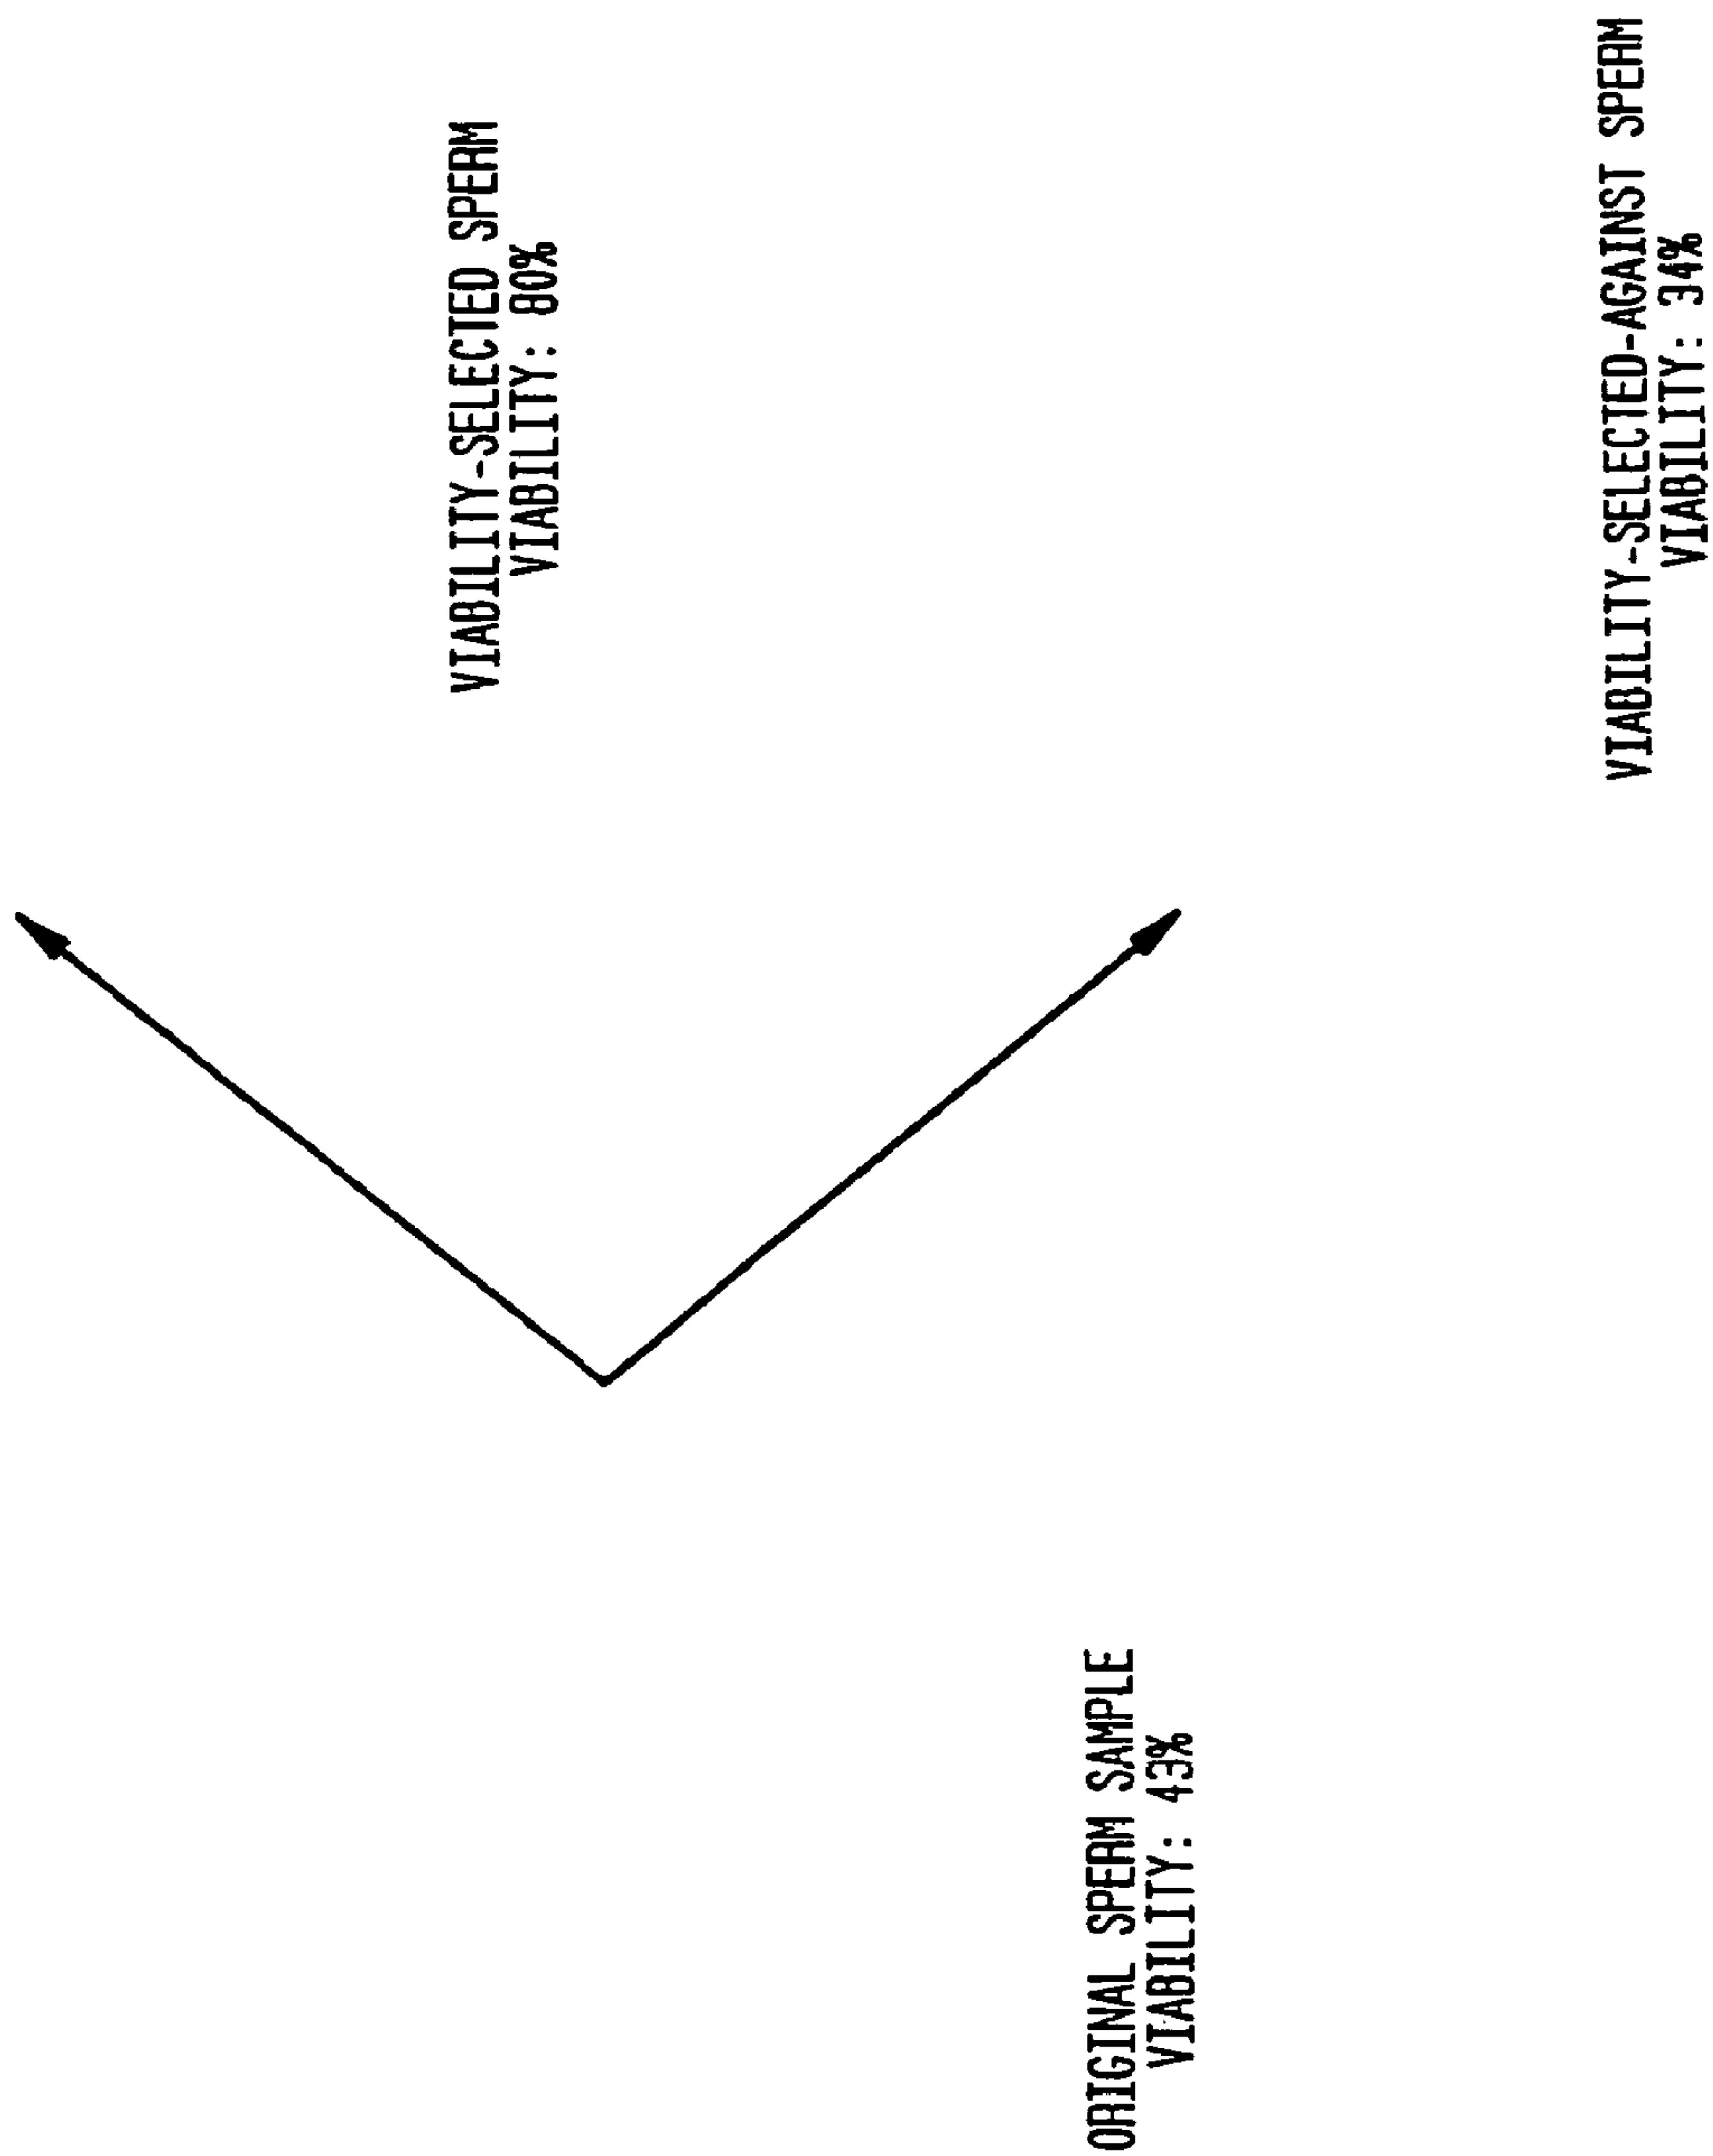 ORIGINAL SPERM SAMPLE
VIABILITY: 43%
VIABILITY-SELECTED SPERM
VIABILITY: 80%
VIABILITY-SELECTED-AGAINST SPERM
VIABILITY: 34%